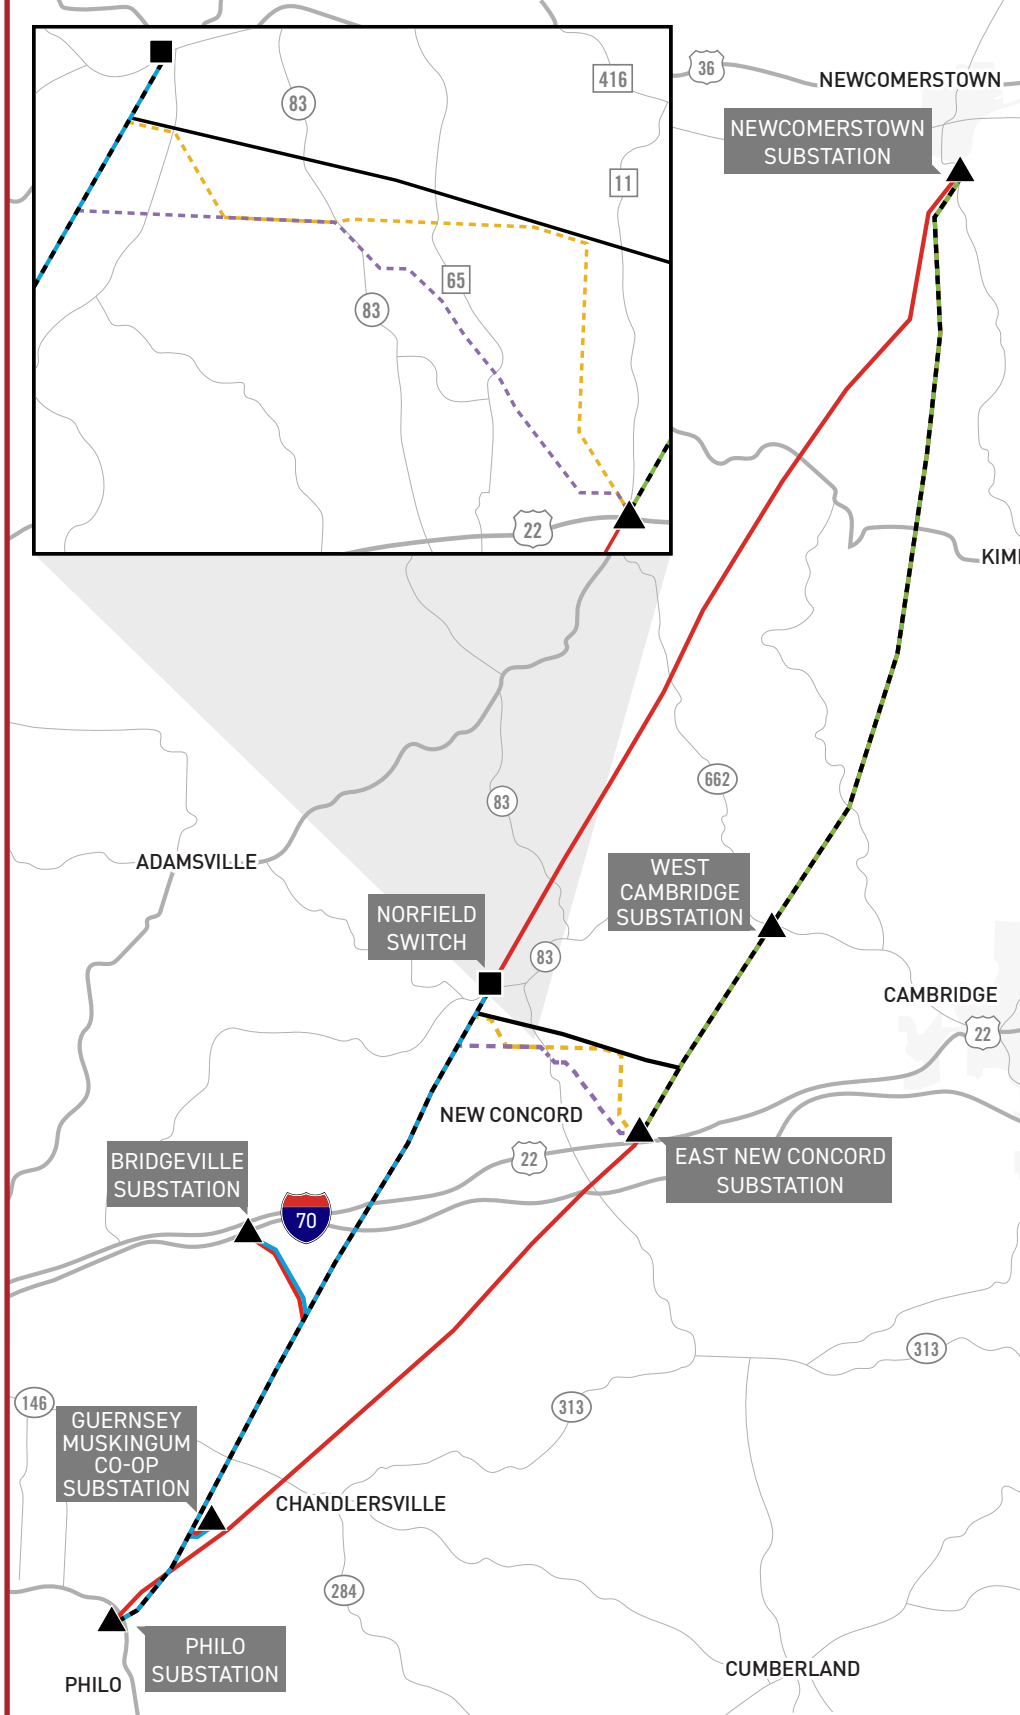 36
NEWCOMERSTOWN
416
83
NEWCOMERSTOWN
SUBSTATION
11
65
83
22
KIM
662
83
ADAMSVILLE
WEST
CAMBRIDGE
SUBSTATION
NORFIELD
SWITCH
83
CAMBRIDGE
22
NEW CONCORD
22
EAST NEW CONCORD
SUBSTATION
BRIDGEVILLE
SUBSTATION
70
313
146
313
GUERNSEY
MUSKINGUM
CO-OP
SUBSTATION
CHANDLERSVILLE
284
PHILO
SUBSTATION
CUMBERLAND
PHILO